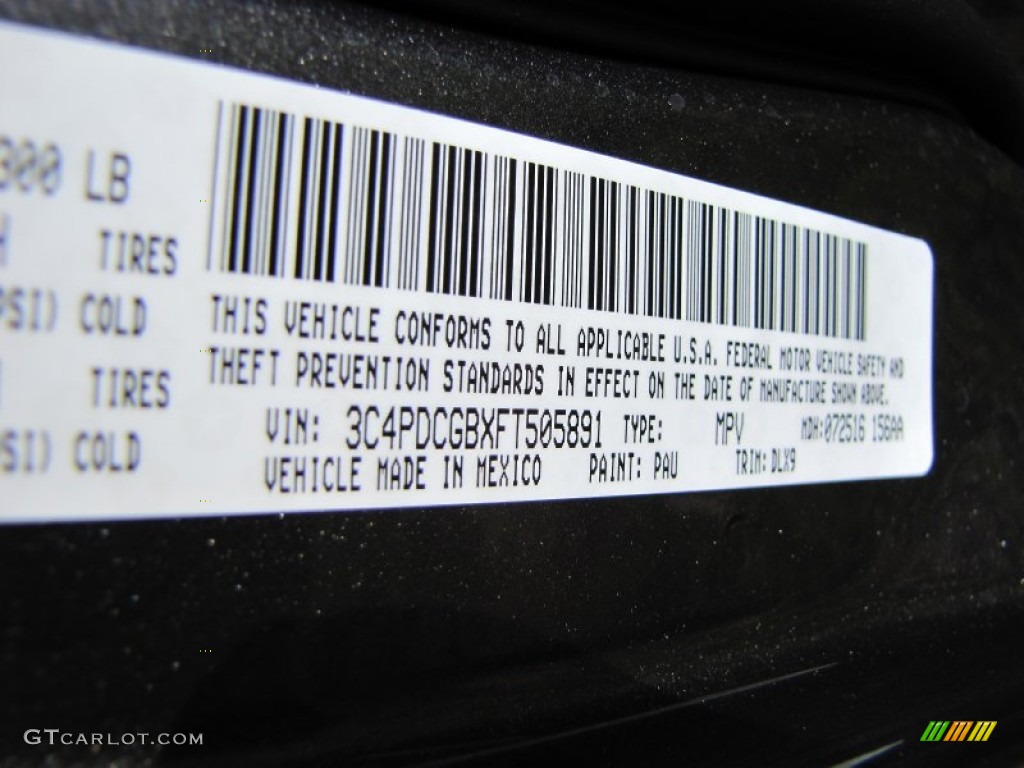 300 LB
TIRES
PSI) COLD
TIRES
SI) COLD
THIS VEHICLE CONFORMS TO ALL APPLICABLE U.S.A. FEDERAL MOTOR VEHICLE SAFETY AND
THEFT PREVENTION STANDARDS IN EFFECT ON THE DATE OF MANUFACTURE SHOWN ABOVE.
VIN: 3C4PDCGBXFT505891 TYPE: MPV MDH:072516 156AA
VEHICLE MADE IN MEXICO PAINT: PAU TRIM: DLX9
GTCARLOT.COM